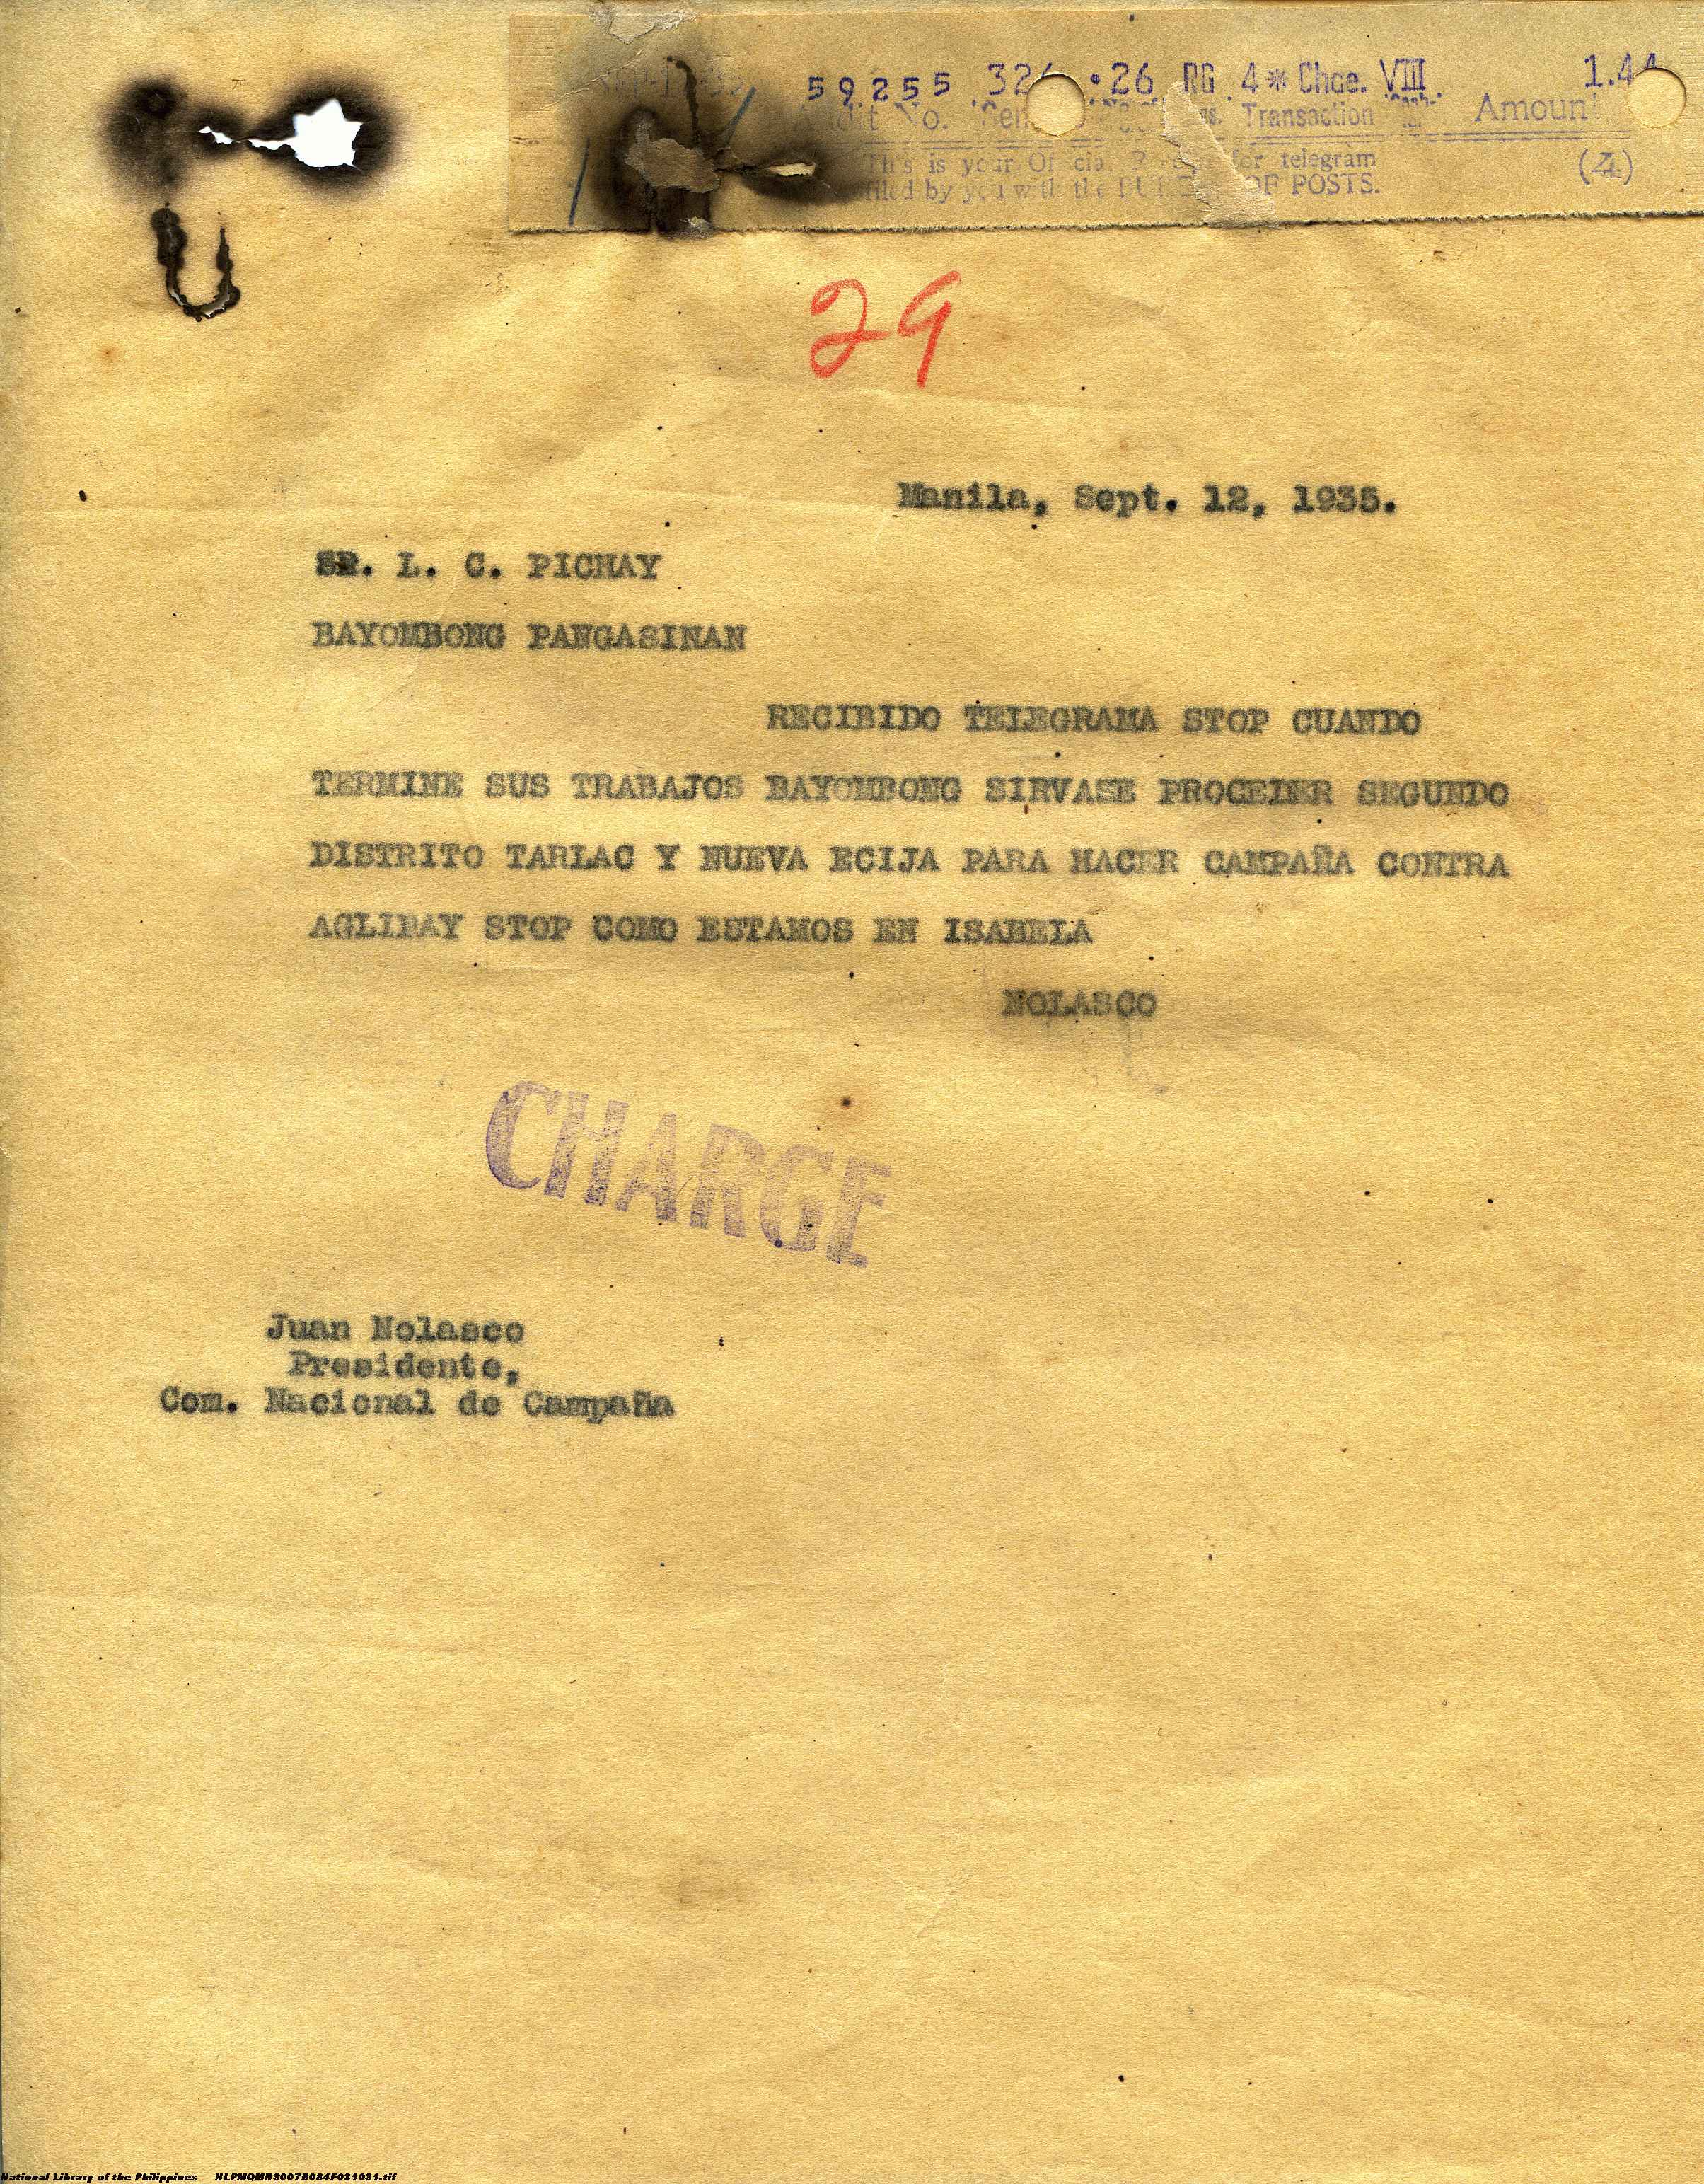 59255 326 .26 RG 4* Chge. VIII. 1.44
No. Transaction Amount
This is your Official for telegram (4)
filed by you with the OF POSTS.
29
Manila, Sept. 12, 1935.
SR. L. C. PICHAY
BAYOMBONG PANGASINAN
RECIBIDO TELEGRAMA STOP CUANDO
TERMINE SUS TRABAJOS BAYOMBONG SIRVASE PROCEDER SEGUNDO
DISTRITO TARLAC Y NUEVA ECIJA PARA HACER CAMPAÑA CONTRA
AGLIPAY STOP COMO ESTAMOS EN ISABELA
NOLASCO
CHARGE
Juan Nolasco
Presidente,
Com. Nacional de Campaña
National Library of the Philippines NLPMQMNS007B084F031031.tif